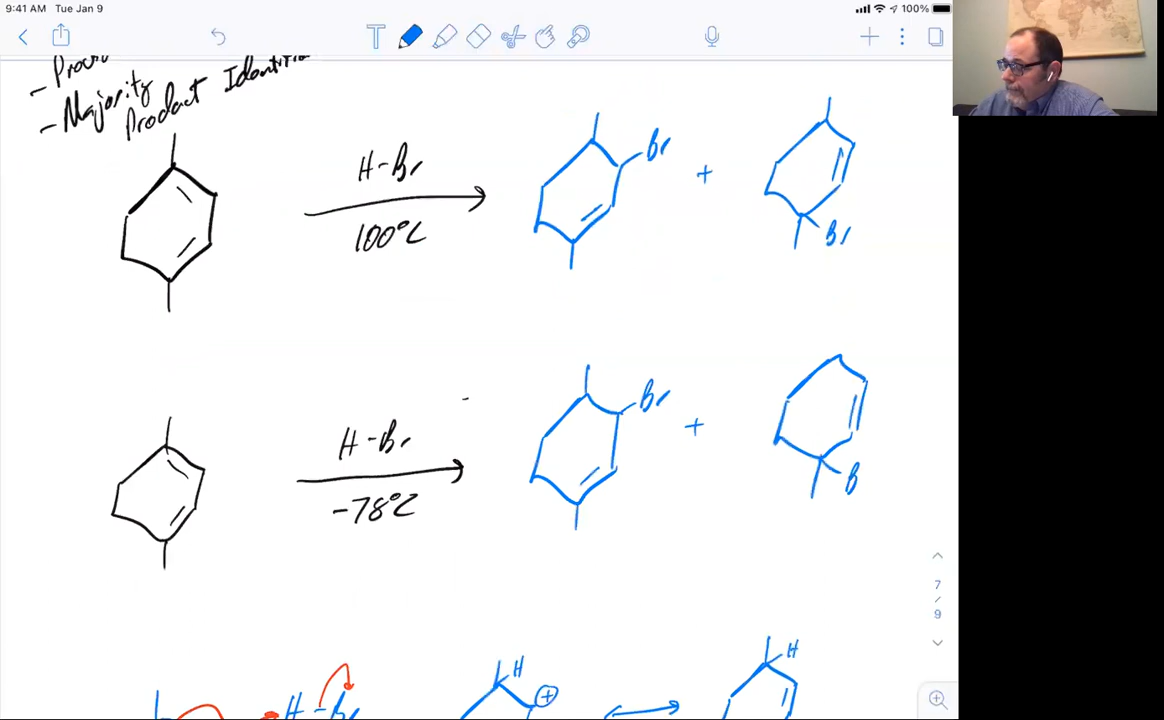 9:41 AM Tue Jan 9
100%
T
- Majority
Product
H-Br
100°C
Br
+
Br
H-Br
-78°C
Br
+
B
7
/
9
H-Br
H
+
H